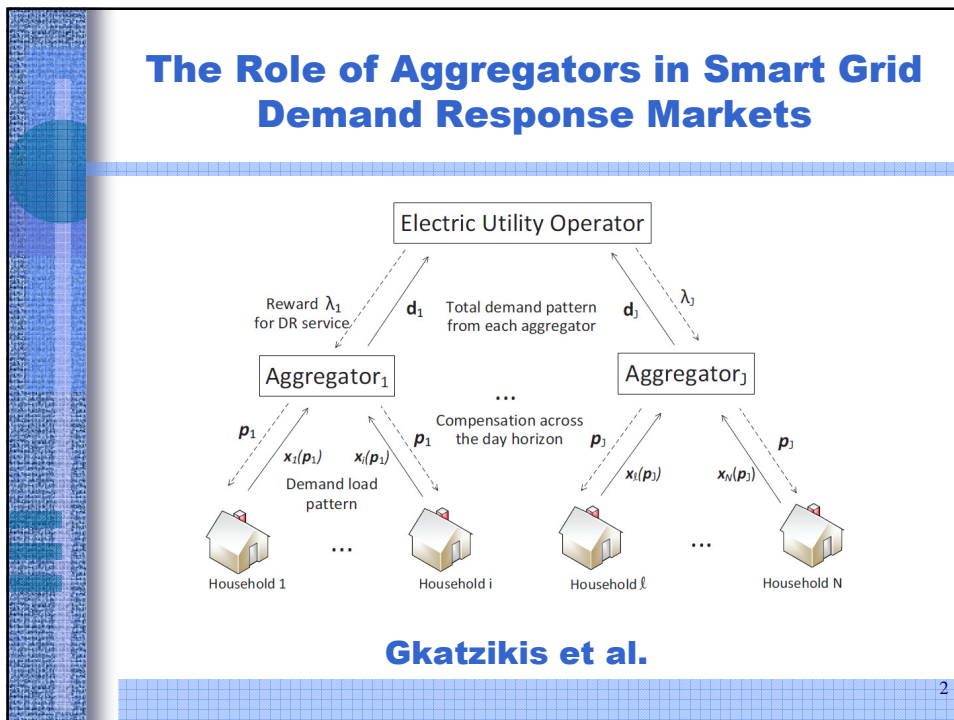 The Role of Aggregators in Smart Grid
Demand Response Markets
Electric Utility Operator
Reward λ₁
for DR service
d₁
Total demand pattern
from each aggregator
dⱼ
λⱼ
Aggregator₁
...
Aggregatorⱼ
Compensation across
the day horizon
p₁
x₁(p₁)
xᵢ(p₁)
p₁
Demand load
pattern
pⱼ
xℓ(pⱼ)
x_N(pⱼ)
pⱼ
...
...
Household 1
Household i
Household ℓ
Household N
Gkatzikis et al.
2